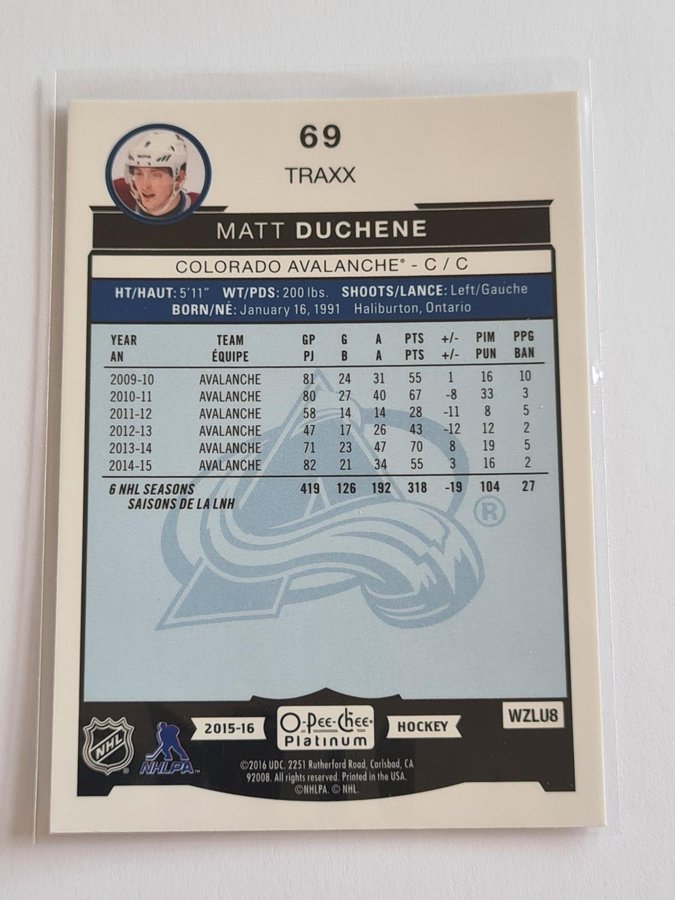 69
TRAXX
MATT DUCHENE
COLORADO AVALANCHE® - C / C
HT/HAUT: 5'11" WT/PDS: 200 lbs. SHOOTS/LANCE: Left/Gauche
BORN/NÉ: January 16, 1991 Haliburton, Ontario
YEAR TEAM GP G A PTS +/- PIM PPG
AN ÉQUIPE PJ B A PTS +/- PUN BAN
2009-10 AVALANCHE 81 24 31 55 1 16 10
2010-11 AVALANCHE 80 27 40 67 -8 33 3
2011-12 AVALANCHE 58 14 14 28 -11 8 5
2012-13 AVALANCHE 47 17 26 43 -12 12 2
2013-14 AVALANCHE 71 23 47 70 8 19 5
2014-15 AVALANCHE 82 21 34 55 3 16 2
6 NHL SEASONS 419 126 192 318 -19 104 27
SAISONS DE LA LNH
®
NHL
NHLPA
2015-16 O-Pee-Chee Platinum HOCKEY
WZLU8
©2016 UDC. 2251 Rutherford Road, Carlsbad, CA
92008. All rights reserved. Printed in the USA.
©NHLPA. © NHL.